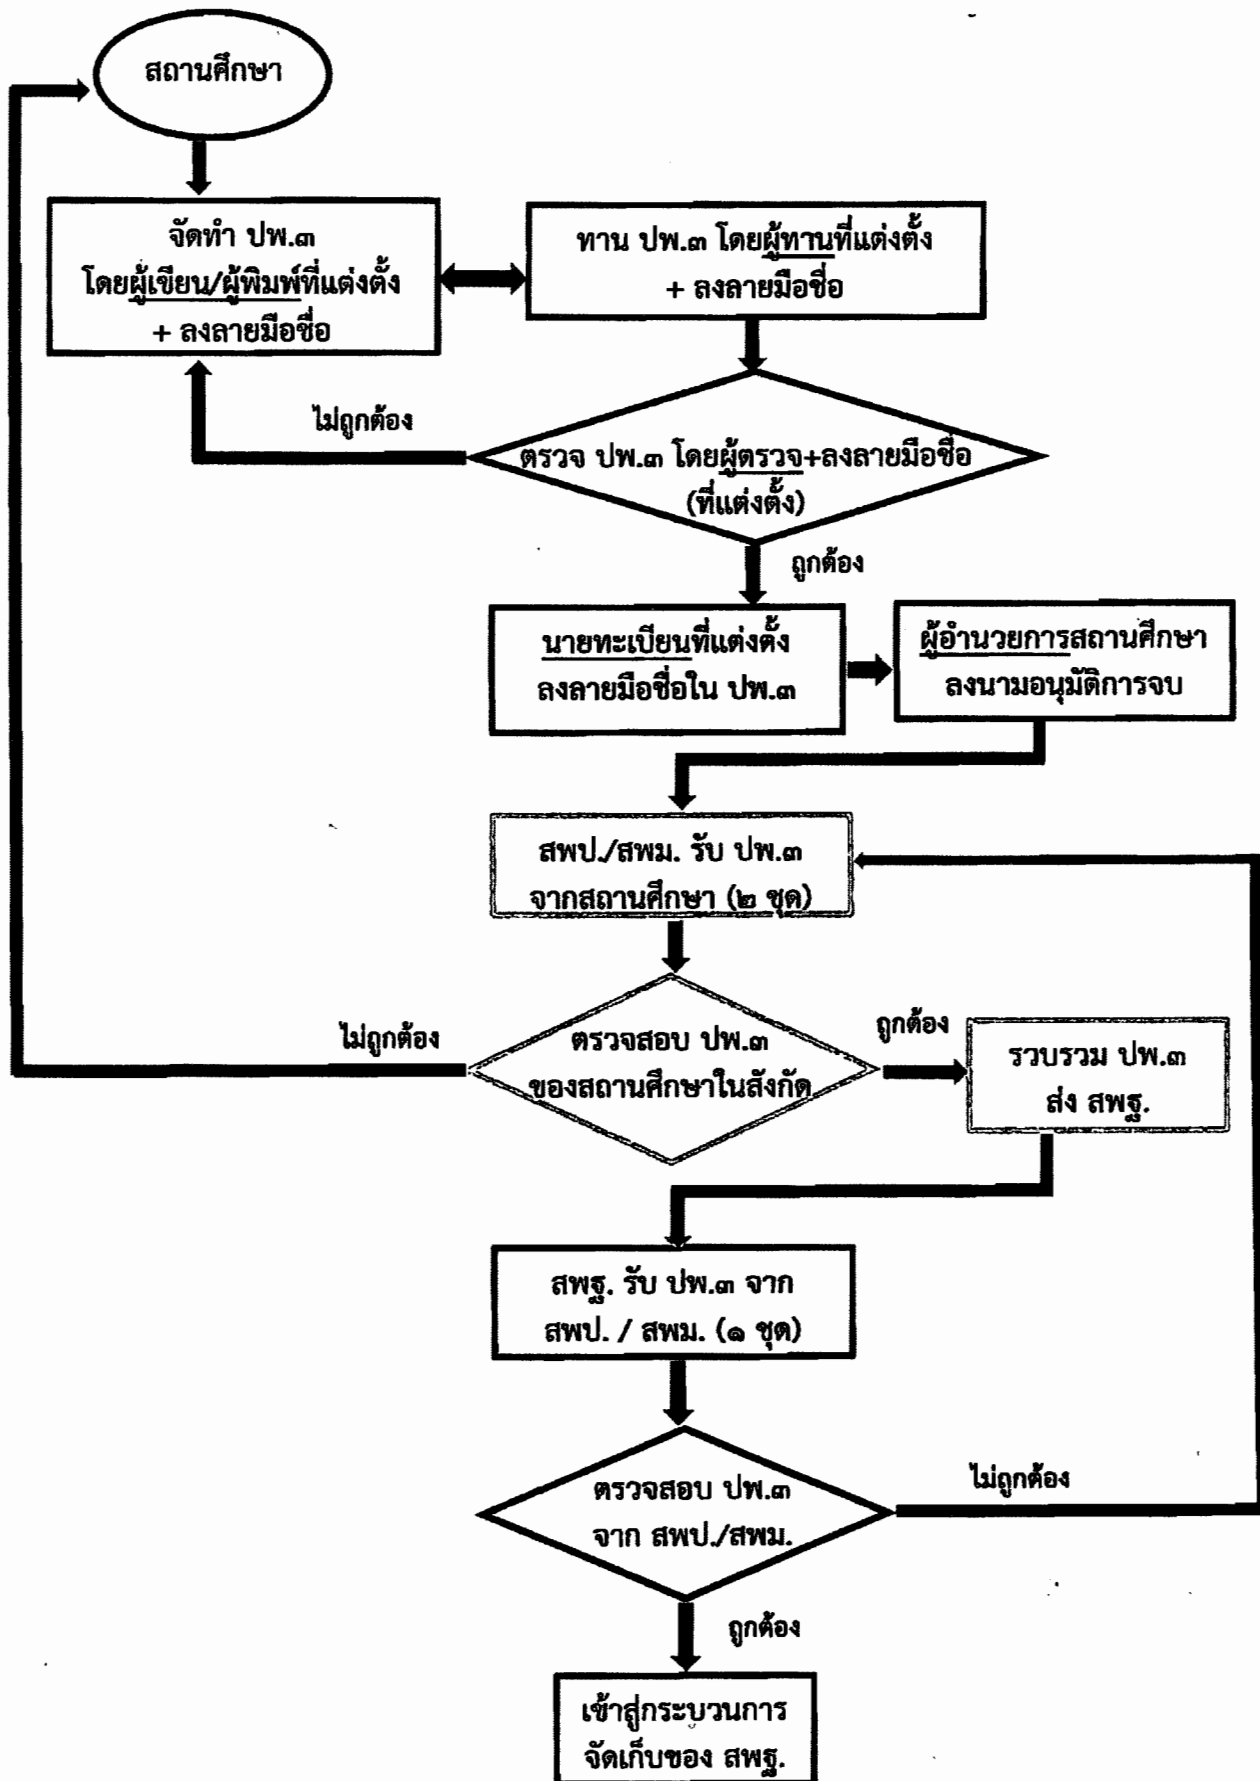 สถานศึกษา
จัดทำ ปพ.๓
โดยผู้เขียน/ผู้พิมพ์ที่แต่งตั้ง
+ ลงลายมือชื่อ
ทาน ปพ.๓ โดยผู้ทานที่แต่งตั้ง
+ ลงลายมือชื่อ
ไม่ถูกต้อง
ตรวจ ปพ.๓ โดยผู้ตรวจ+ลงลายมือชื่อ
(ที่แต่งตั้ง)
ถูกต้อง
นายทะเบียนที่แต่งตั้ง
ลงลายมือชื่อใน ปพ.๓
ผู้อำนวยการสถานศึกษา
ลงนามอนุมัติการจบ
สพป./สพม. รับ ปพ.๓
จากสถานศึกษา (๒ ชุด)
ไม่ถูกต้อง
ตรวจสอบ ปพ.๓
ของสถานศึกษาในสังกัด
ถูกต้อง
รวบรวม ปพ.๓
ส่ง สพฐ.
สพฐ. รับ ปพ.๓ จาก
สพป. / สพม. (๑ ชุด)
ตรวจสอบ ปพ.๓
จาก สพป./สพม.
ไม่ถูกต้อง
ถูกต้อง
เข้าสู่กระบวนการ
จัดเก็บของ สพฐ.